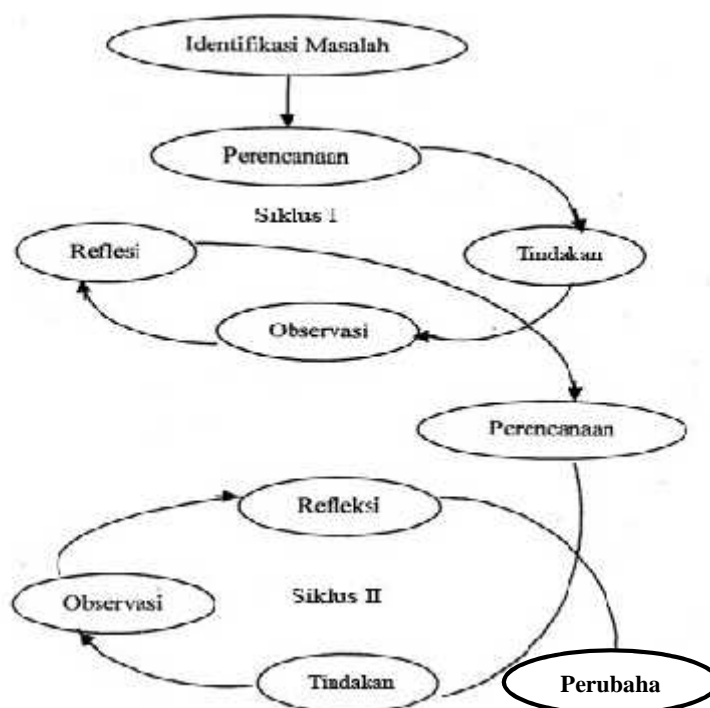 Identifikasi Masalah
Perencanaan
Siklus I
Reflesi
Tindakan
Observasi
Perencanaan
Refleksi
Observasi
Siklus II
Tindakan
Perubaha